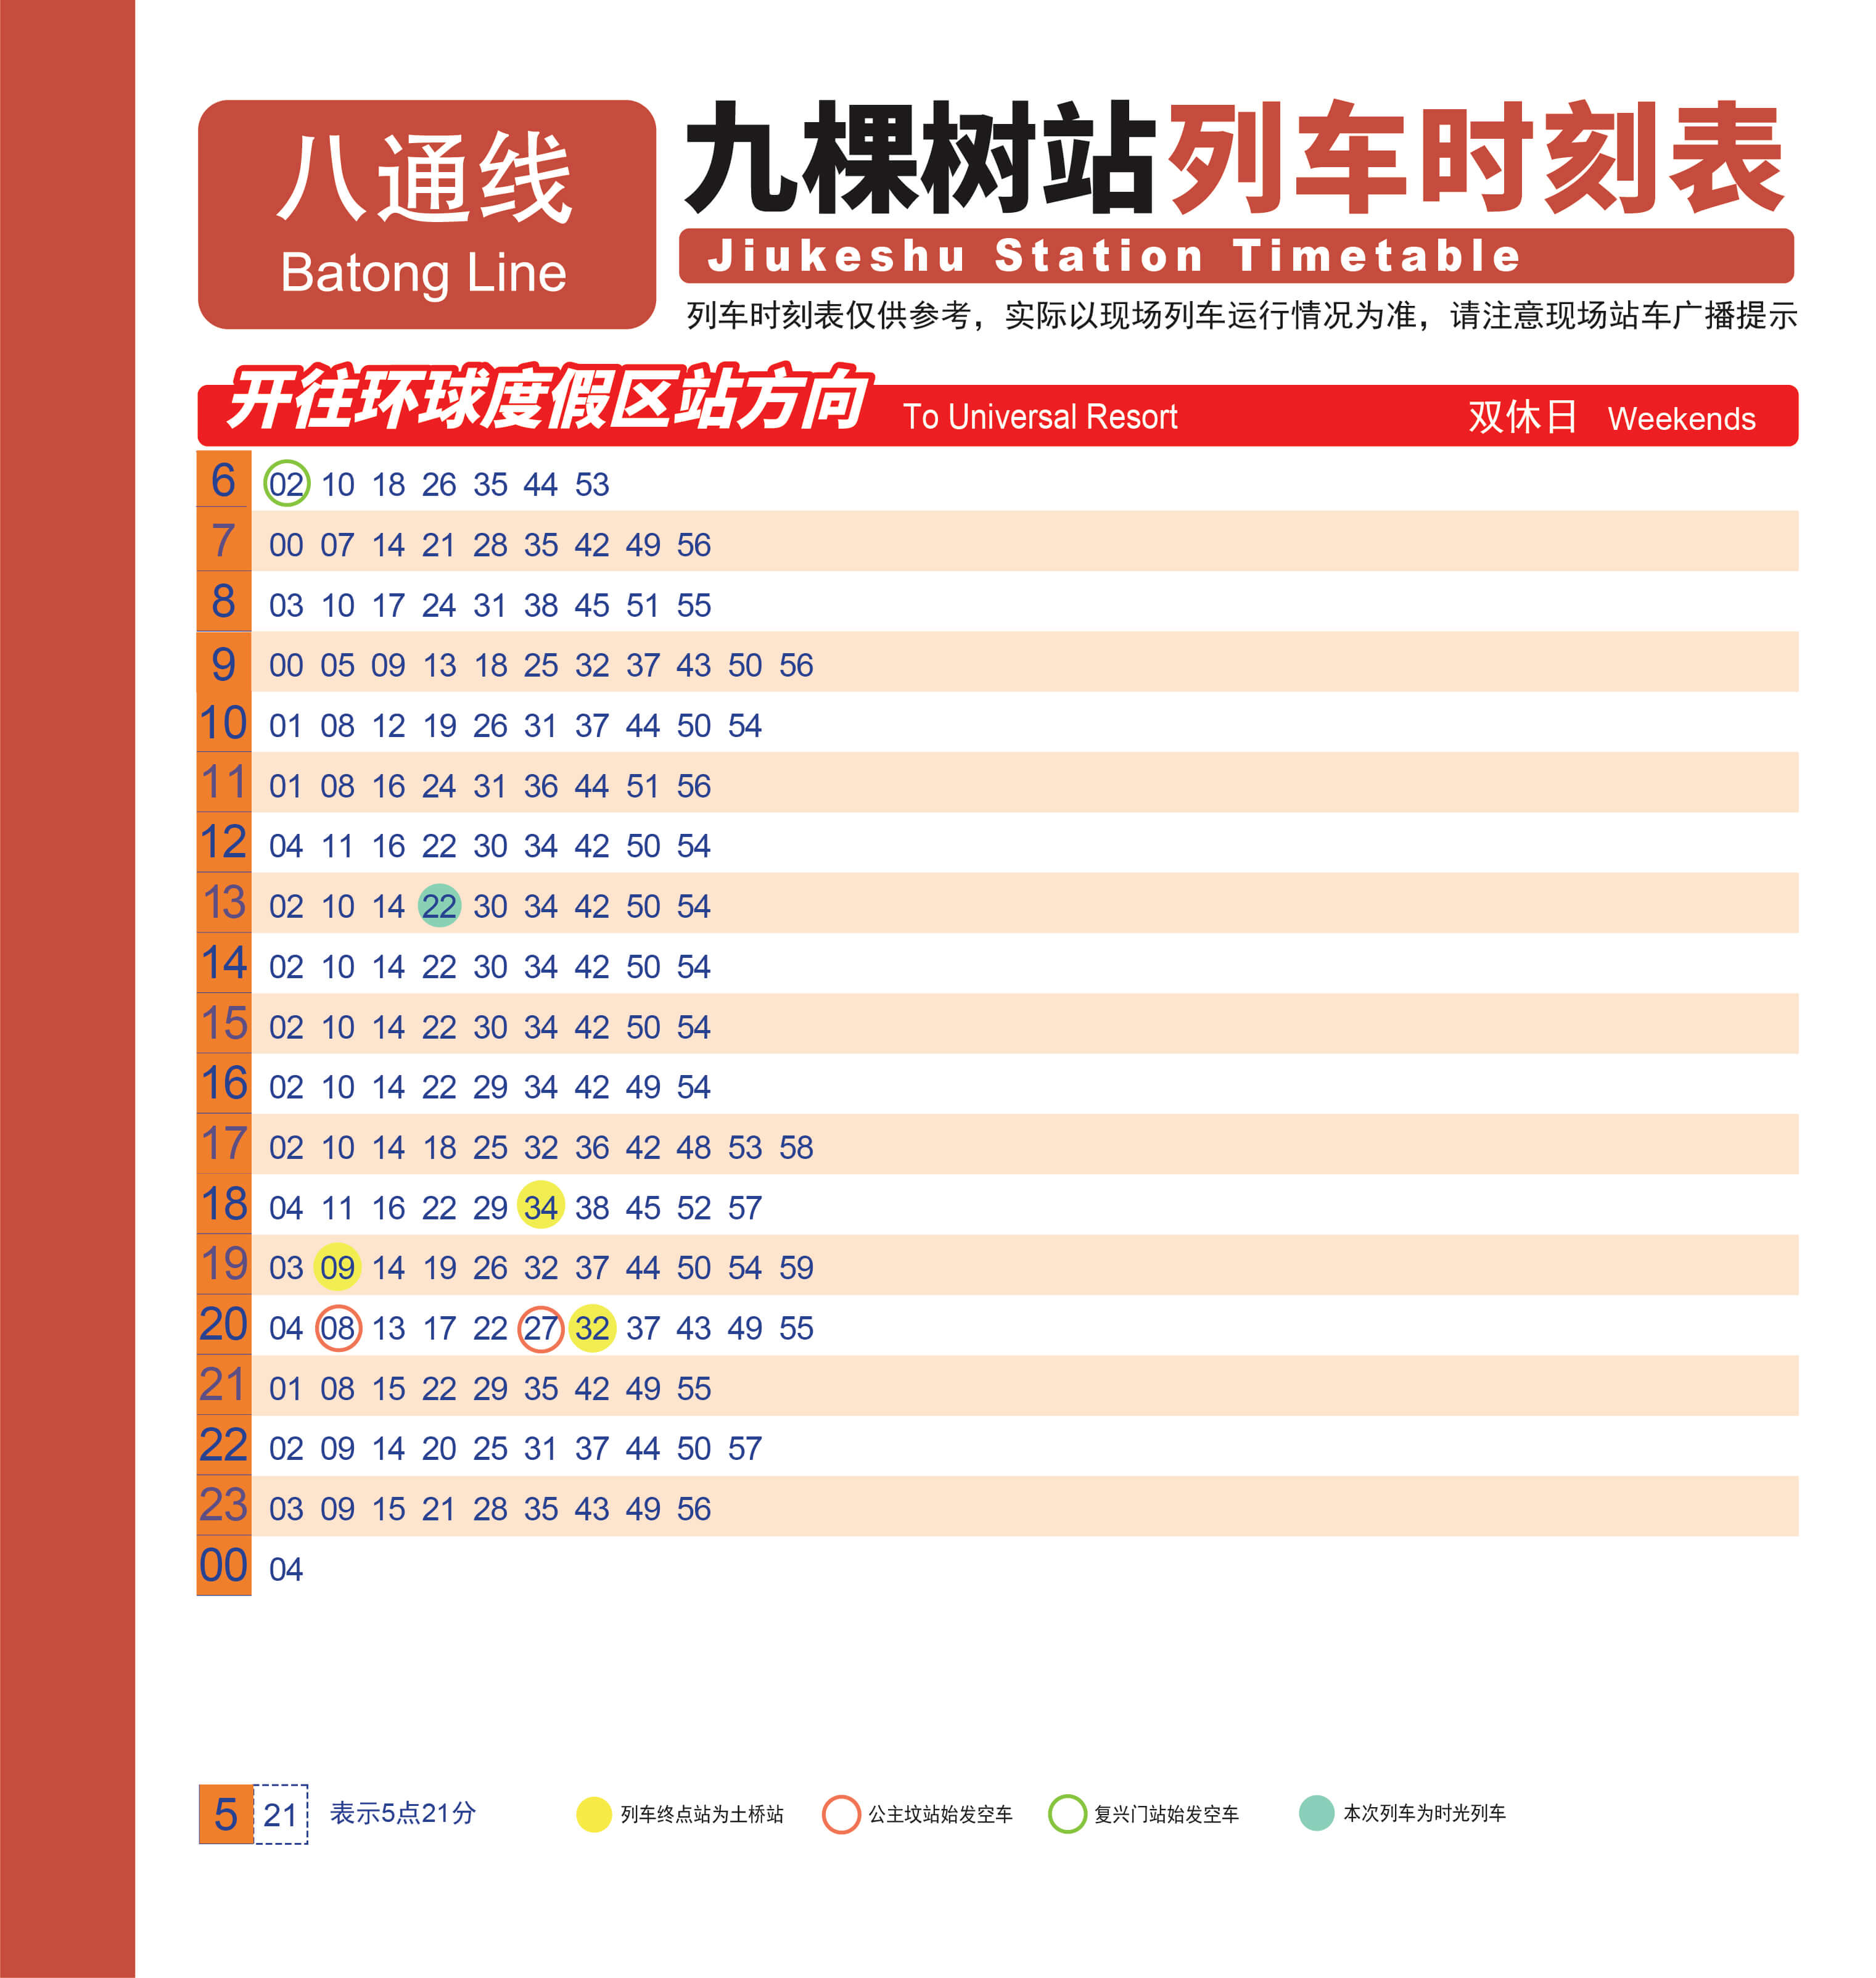 八通线
Batong Line
九棵树站列车时刻表
Jiukeshu Station Timetable
列车时刻表仅供参考，实际以现场列车运行情况为准，请注意现场站车广播提示
开往环球度假区站方向 To Universal Resort 双休日 Weekends
6 02 10 18 26 35 44 53
7 00 07 14 21 28 35 42 49 56
8 03 10 17 24 31 38 45 51 55
9 00 05 09 13 18 25 32 37 43 50 56
10 01 08 12 19 26 31 37 44 50 54
11 01 08 16 24 31 36 44 51 56
12 04 11 16 22 30 34 42 50 54
13 02 10 14 22 30 34 42 50 54
14 02 10 14 22 30 34 42 50 54
15 02 10 14 22 30 34 42 50 54
16 02 10 14 22 29 34 42 49 54
17 02 10 14 18 25 32 36 42 48 53 58
18 04 11 16 22 29 34 38 45 52 57
19 03 09 14 19 26 32 37 44 50 54 59
20 04 08 13 17 22 27 32 37 43 49 55
21 01 08 15 22 29 35 42 49 55
22 02 09 14 20 25 31 37 44 50 57
23 03 09 15 21 28 35 43 49 56
00 04
5 21 表示5点21分 列车终点站为土桥站 公主坟站始发空车 复兴门站始发空车 本次列车为时光列车